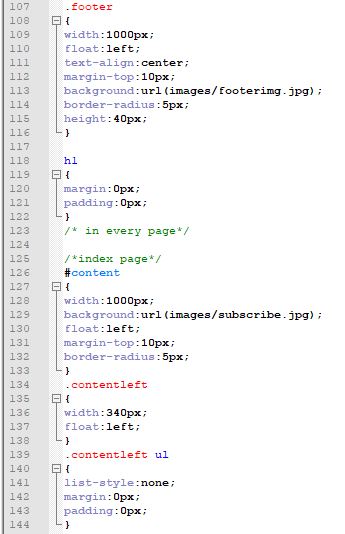 107 .footer
108 {
109 width:1000px;
110 float:left;
111 text-align:center;
112 margin-top:10px;
113 background:url(images/footerimg.jpg);
114 border-radius:5px;
115 height:40px;
116 }
117
118 h1
119 {
120 margin:0px;
121 padding:0px;
122 }
123 /* in every page*/
124
125 /*index page*/
126 #content
127 {
128 width:1000px;
129 background:url(images/subscribe.jpg);
130 float:left;
131 margin-top:10px;
132 border-radius:5px;
133 }
134 .contentleft
135 {
136 width:340px;
137 float:left;
138 }
139 .contentleft ul
140 {
141 list-style:none;
142 margin:0px;
143 padding:0px;
144 }